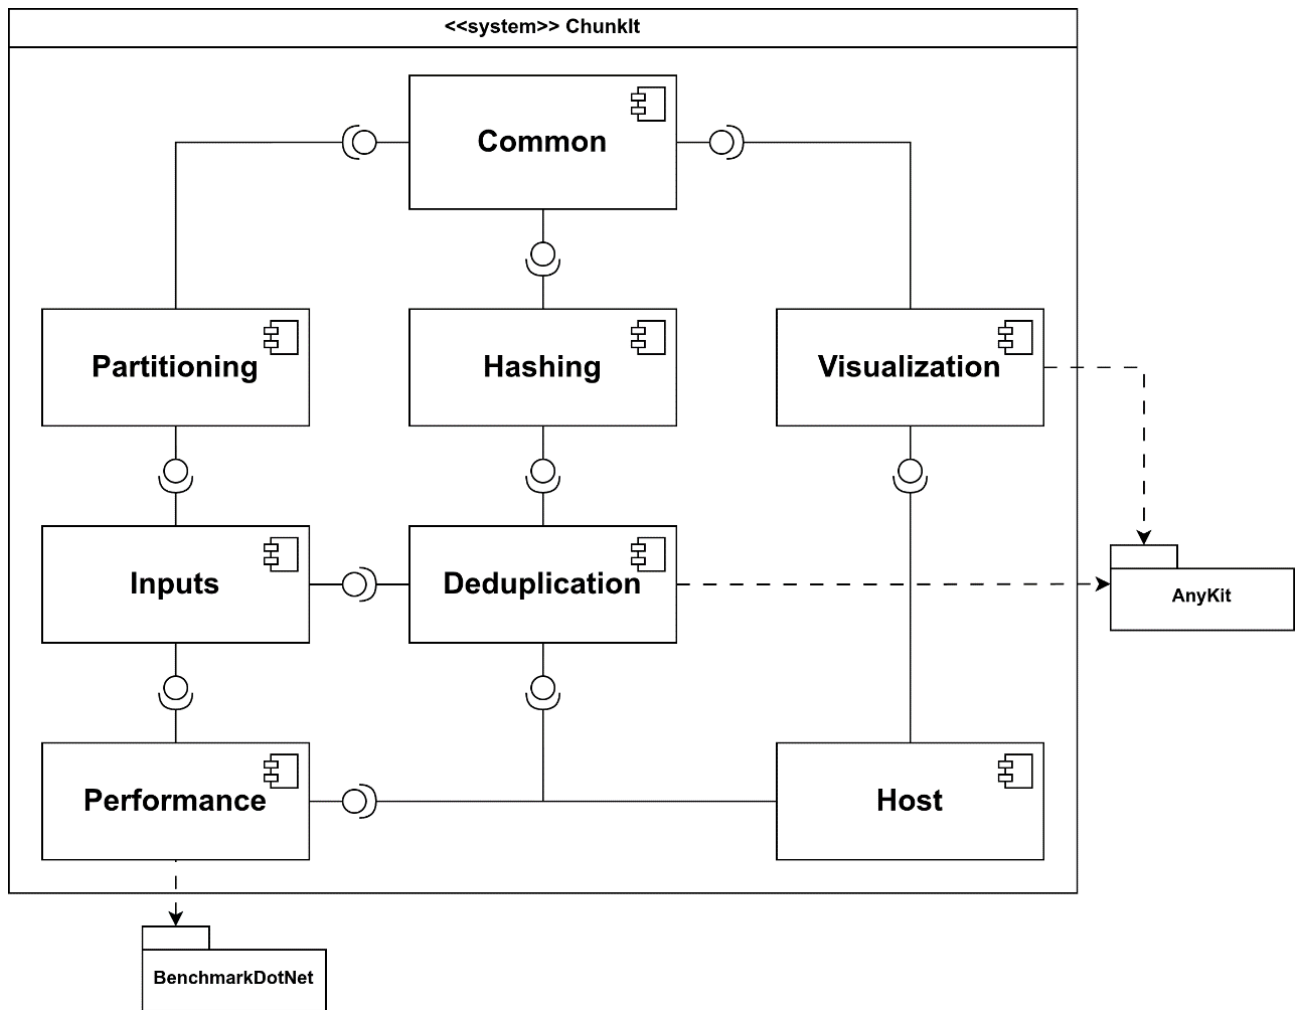 <<system>> ChunkIt
Common
Partitioning
Hashing
Visualization
Inputs
Deduplication
AnyKit
Performance
Host
BenchmarkDotNet